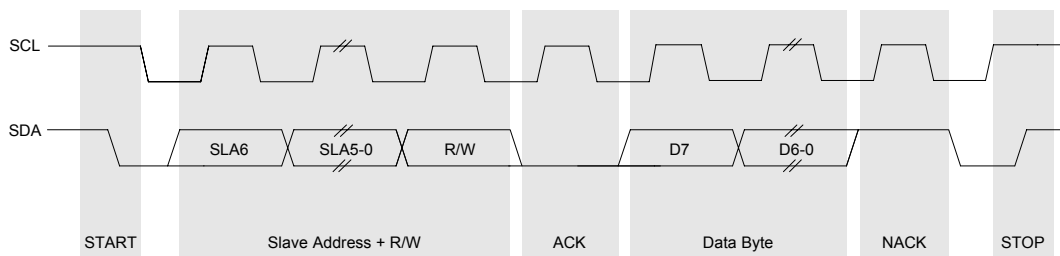 SCL
SDA
SLA6 SLA5-0 R/W D7 D6-0
START Slave Address + R/W ACK Data Byte NACK STOP